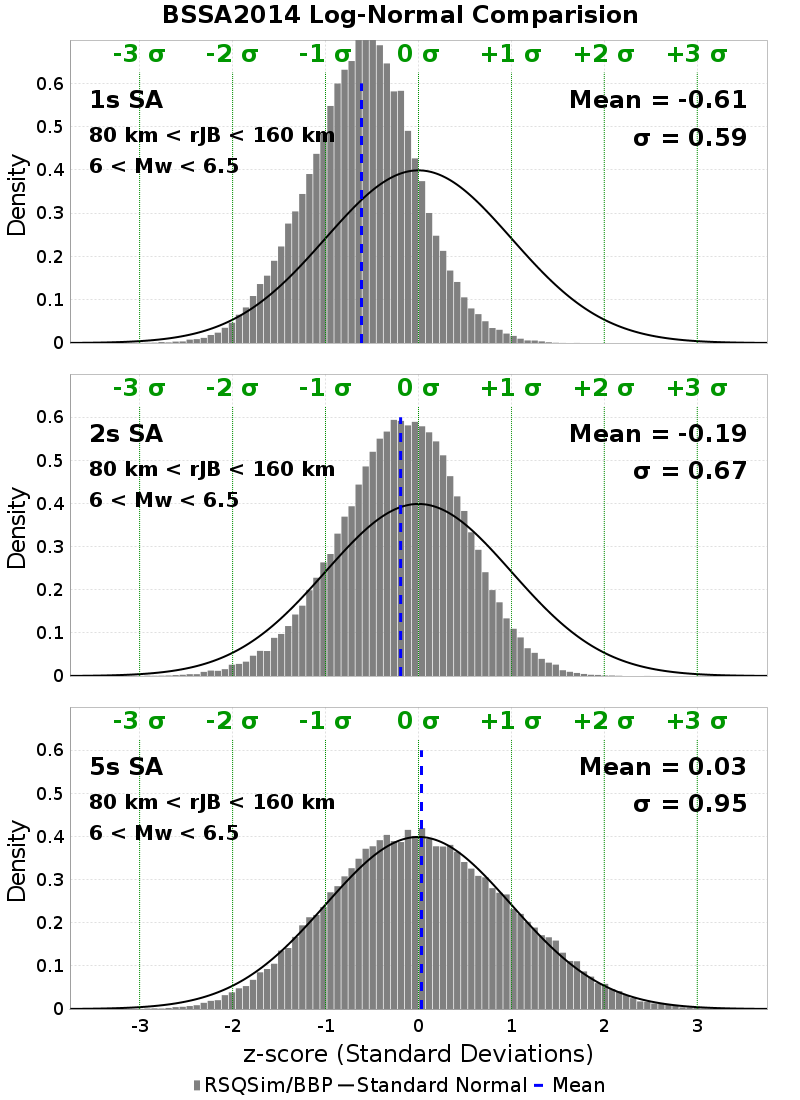 BSSA2014 Log-Normal Comparision
-3 σ -2 σ -1 σ 0 σ +1 σ +2 σ +3 σ
1s SA
80 km < rJB < 160 km
6 < Mw < 6.5
Mean = -0.61
σ = 0.59
Density
0.6
0.5
0.4
0.3
0.2
0.1
0
-3 σ -2 σ -1 σ 0 σ +1 σ +2 σ +3 σ
2s SA
80 km < rJB < 160 km
6 < Mw < 6.5
Mean = -0.19
σ = 0.67
Density
0.6
0.5
0.4
0.3
0.2
0.1
0
-3 σ -2 σ -1 σ 0 σ +1 σ +2 σ +3 σ
5s SA
80 km < rJB < 160 km
6 < Mw < 6.5
Mean = 0.03
σ = 0.95
Density
0.6
0.5
0.4
0.3
0.2
0.1
0
-3 -2 -1 0 1 2 3
z-score (Standard Deviations)
RSQSim/BBP Standard Normal Mean